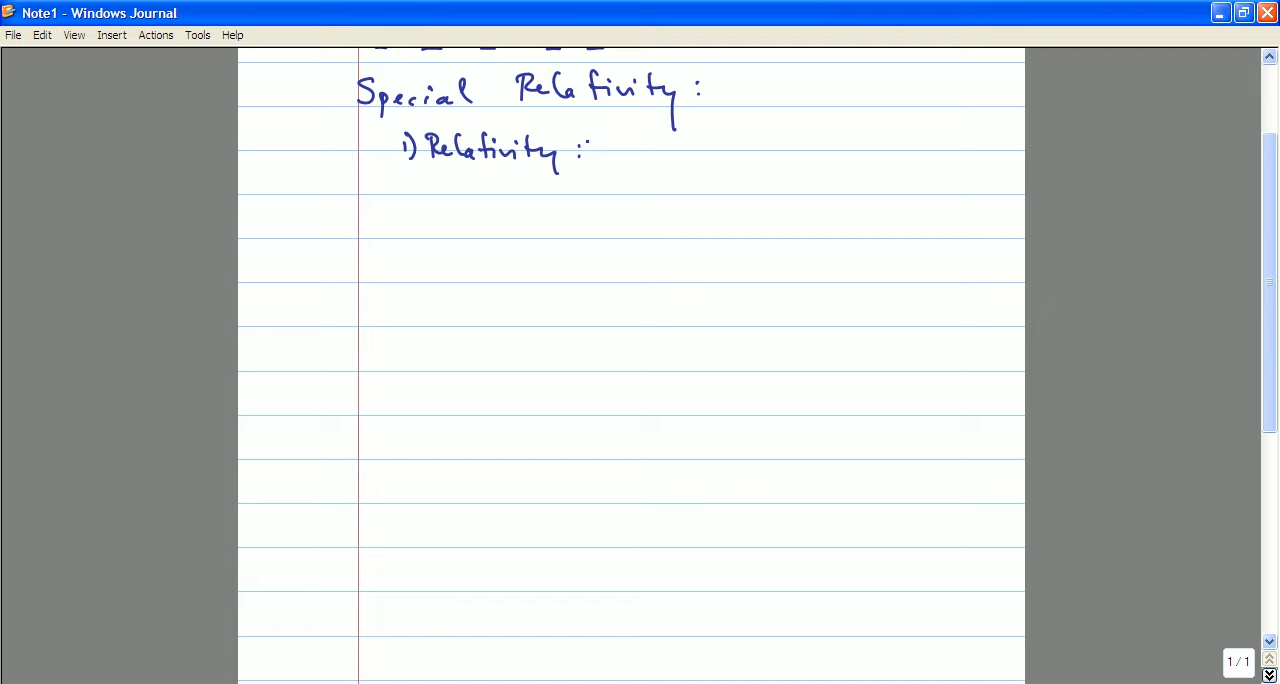 Note1 - Windows Journal
File Edit View Insert Actions Tools Help
Special Relativity:
1) Relativity:
1 / 1